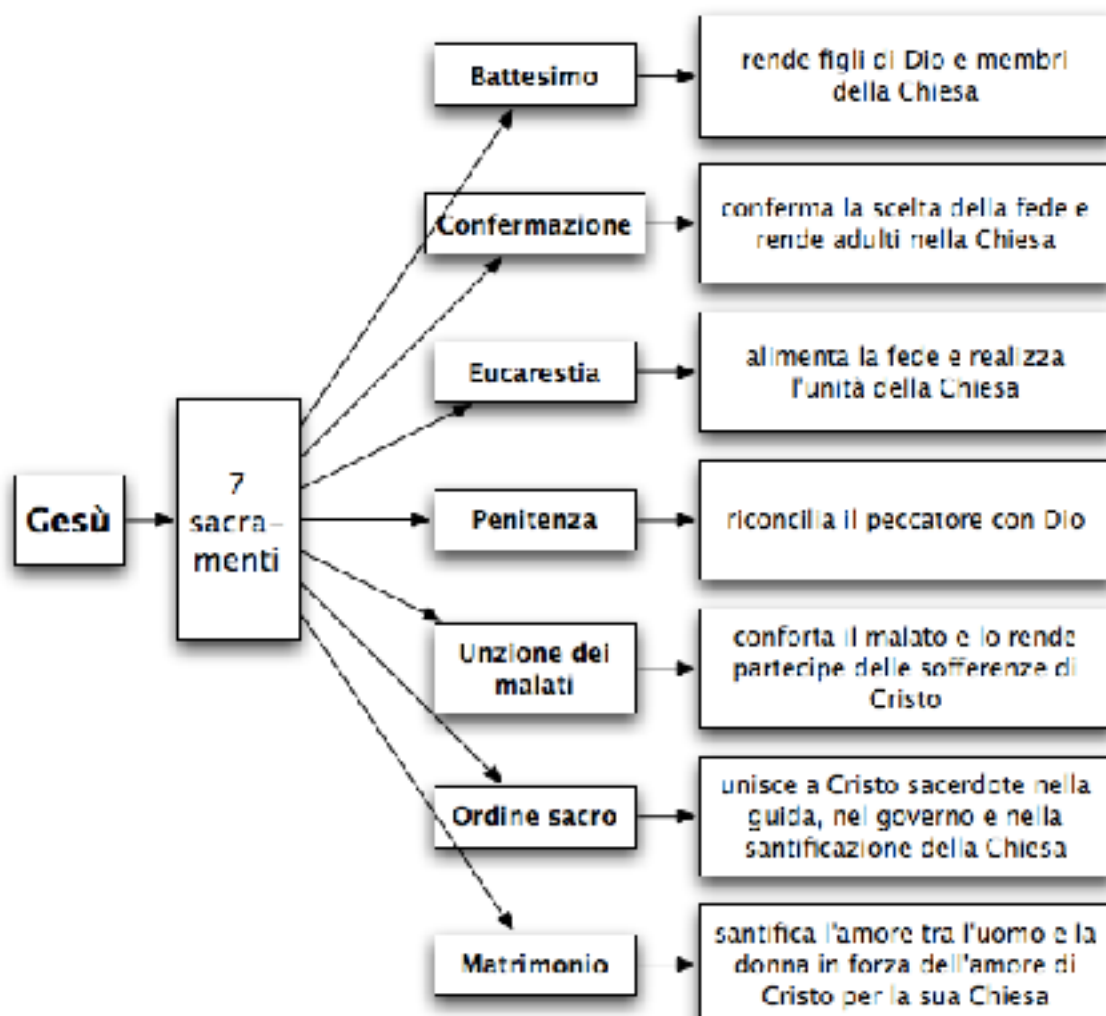 Gesù
7
sacra-
menti
Battesimo
rende figli di Dio e membri
della Chiesa
Confermazione
conferma la scelta della fede e
rende adulti nella Chiesa
Eucarestia
alimenta la fede e realizza
l'unità della Chiesa
Penitenza
riconcilia il peccatore con Dio
Unzione dei
malati
conforta il malato e lo rende
partecipe delle sofferenze di
Cristo
Ordine sacro
unisce a Cristo sacerdote nella
guida, nel governo e nella
santificazione della Chiesa
Matrimonio
santifica l'amore tra l'uomo e la
donna in forza dell'amore di
Cristo per la sua Chiesa